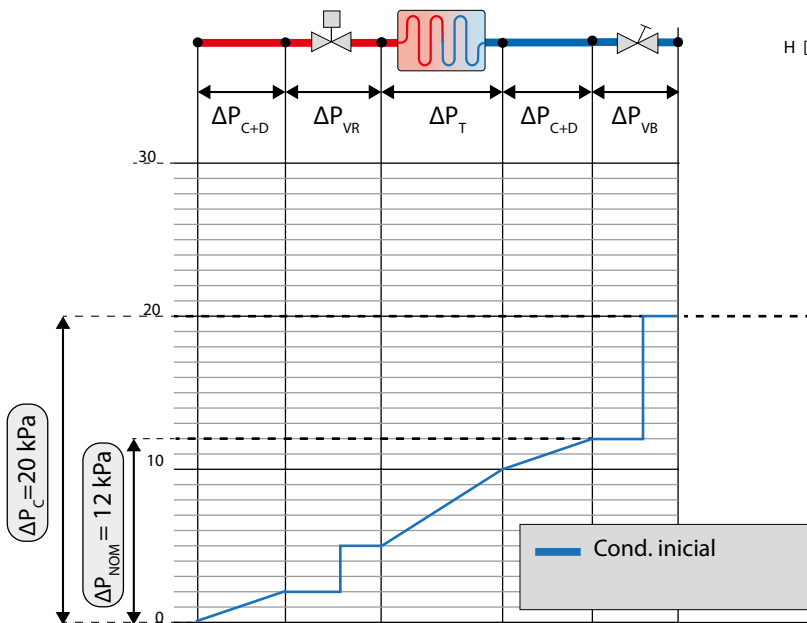 H [
ΔP C+D ΔP VR ΔP T ΔP C+D ΔP VB
30
20
10
0
ΔP C =20 kPa
ΔP NOM = 12 kPa
Cond. inicial